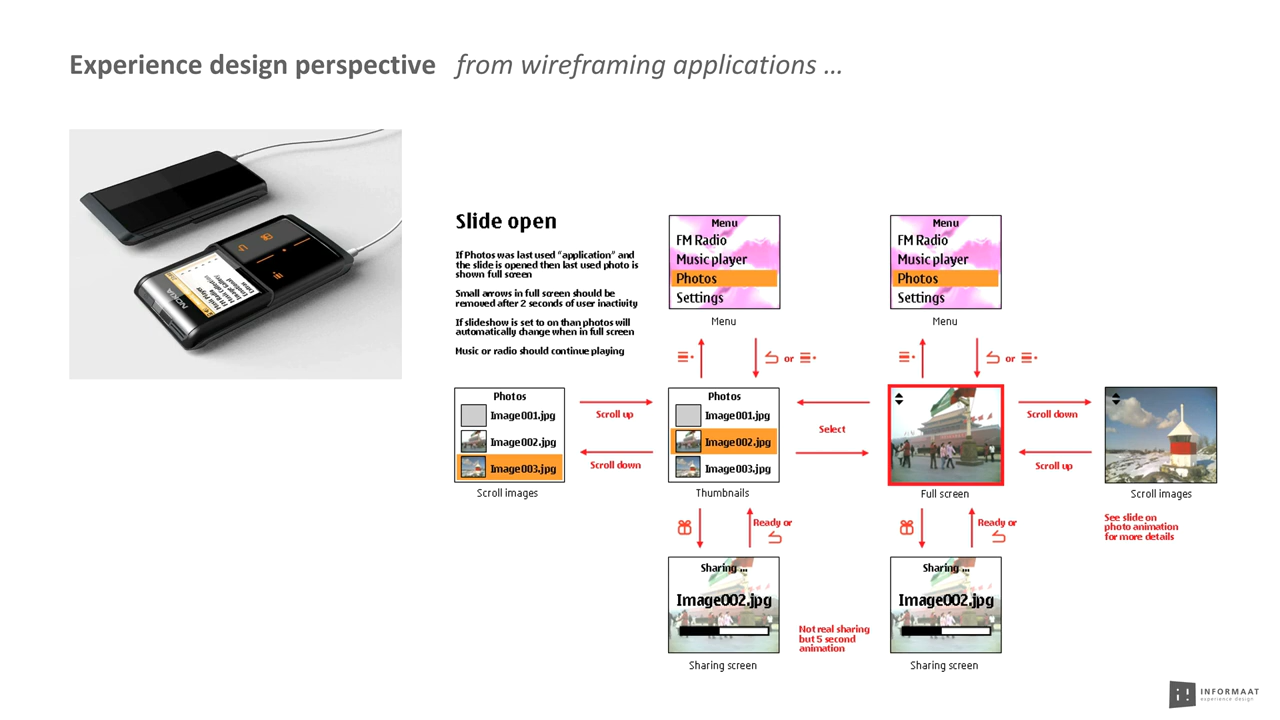 Experience design perspective from wireframing applications ...
NOKIA
Slide open
If Photos was last used "application" and
the slide is opened then last used photo is
shown full screen
Small arrows in full screen should be
removed after 2 seconds of user inactivity
If slideshow is set to on than photos will
automatically change when in full screen
Music or radio should continue playing
Menu
FM Radio
Music player
Photos
Settings
Menu
Menu
FM Radio
Music player
Photos
Settings
Menu
or
or
Photos
Image001.jpg
Image002.jpg
Image003.jpg
Scroll images
Scroll up
Scroll down
Photos
Image001.jpg
Image002.jpg
Image003.jpg
Thumbnails
Select
Full screen
Scroll down
Scroll up
Scroll images
See slide on
photo animation
for more details
Ready or
Ready or
Sharing ...
Image002.jpg
Sharing screen
Not real sharing
but 5 second
animation
Sharing ...
Image002.jpg
Sharing screen
i!
INFORMAAT
experience design